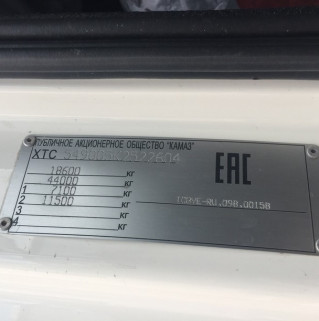 ПУБЛИЧНОЕ АКЦИОНЕРНОЕ ОБЩЕСТВО "КАМАЗ"
XTC
18600 кг
44000 кг
1 7100 кг
2 11500 кг
3 кг
4 кг
EAC